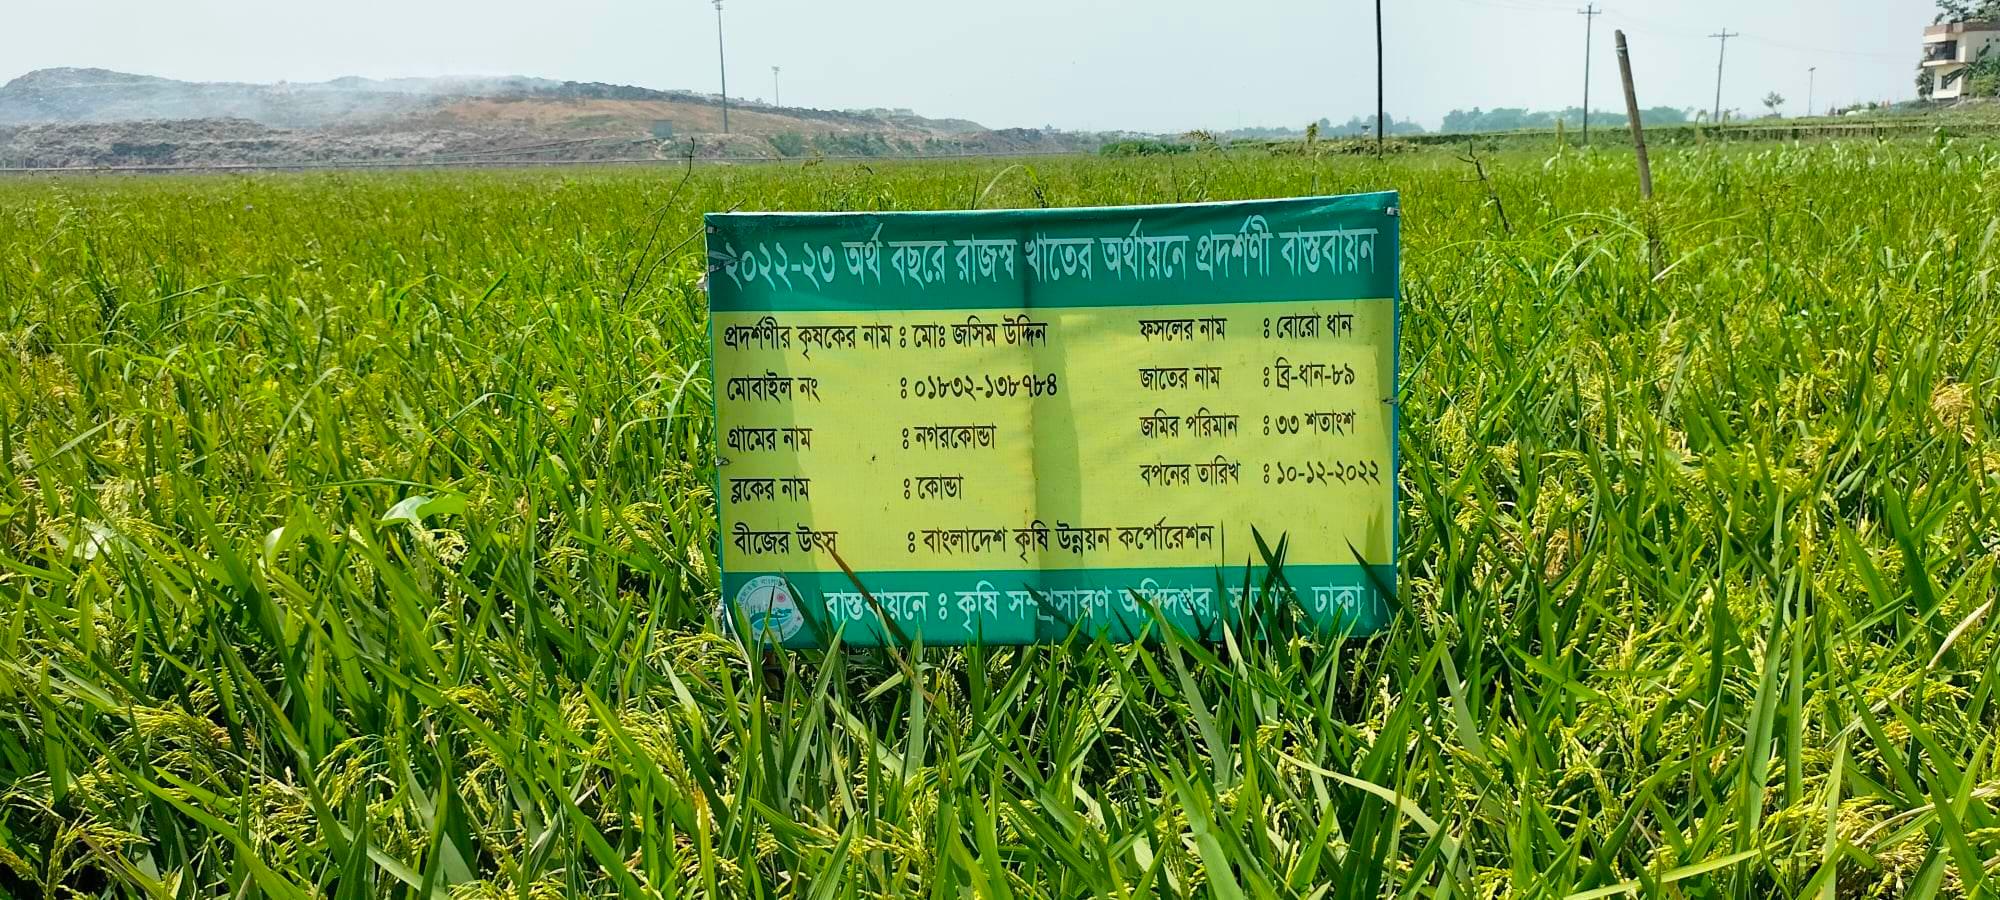 ২০২২-২৩ অর্থ বছরে রাজস্ব খাতের অর্থায়নে প্রদর্শণী বাস্তবায়ন
প্রদর্শণীর কৃষকের নাম : মোঃ জসিম উদ্দিন
মোবাইল নং : ০১৮৩২-১৩৮৭৮৪
গ্রামের নাম : নগরকোন্ডা
ব্লকের নাম : কোন্ডা
বীজের উৎস : বাংলাদেশ কৃষি উন্নয়ন কর্পোরেশন।
ফসলের নাম : বোরো ধান
জাতের নাম : ব্রি-ধান-৮৯
জমির পরিমান : ৩৩ শতাংশ
বপনের তারিখ : ১০-১২-২০২২
বাস্তবায়নে : কৃষি সম্প্রসারণ অধিদপ্তর, ঢাকা।